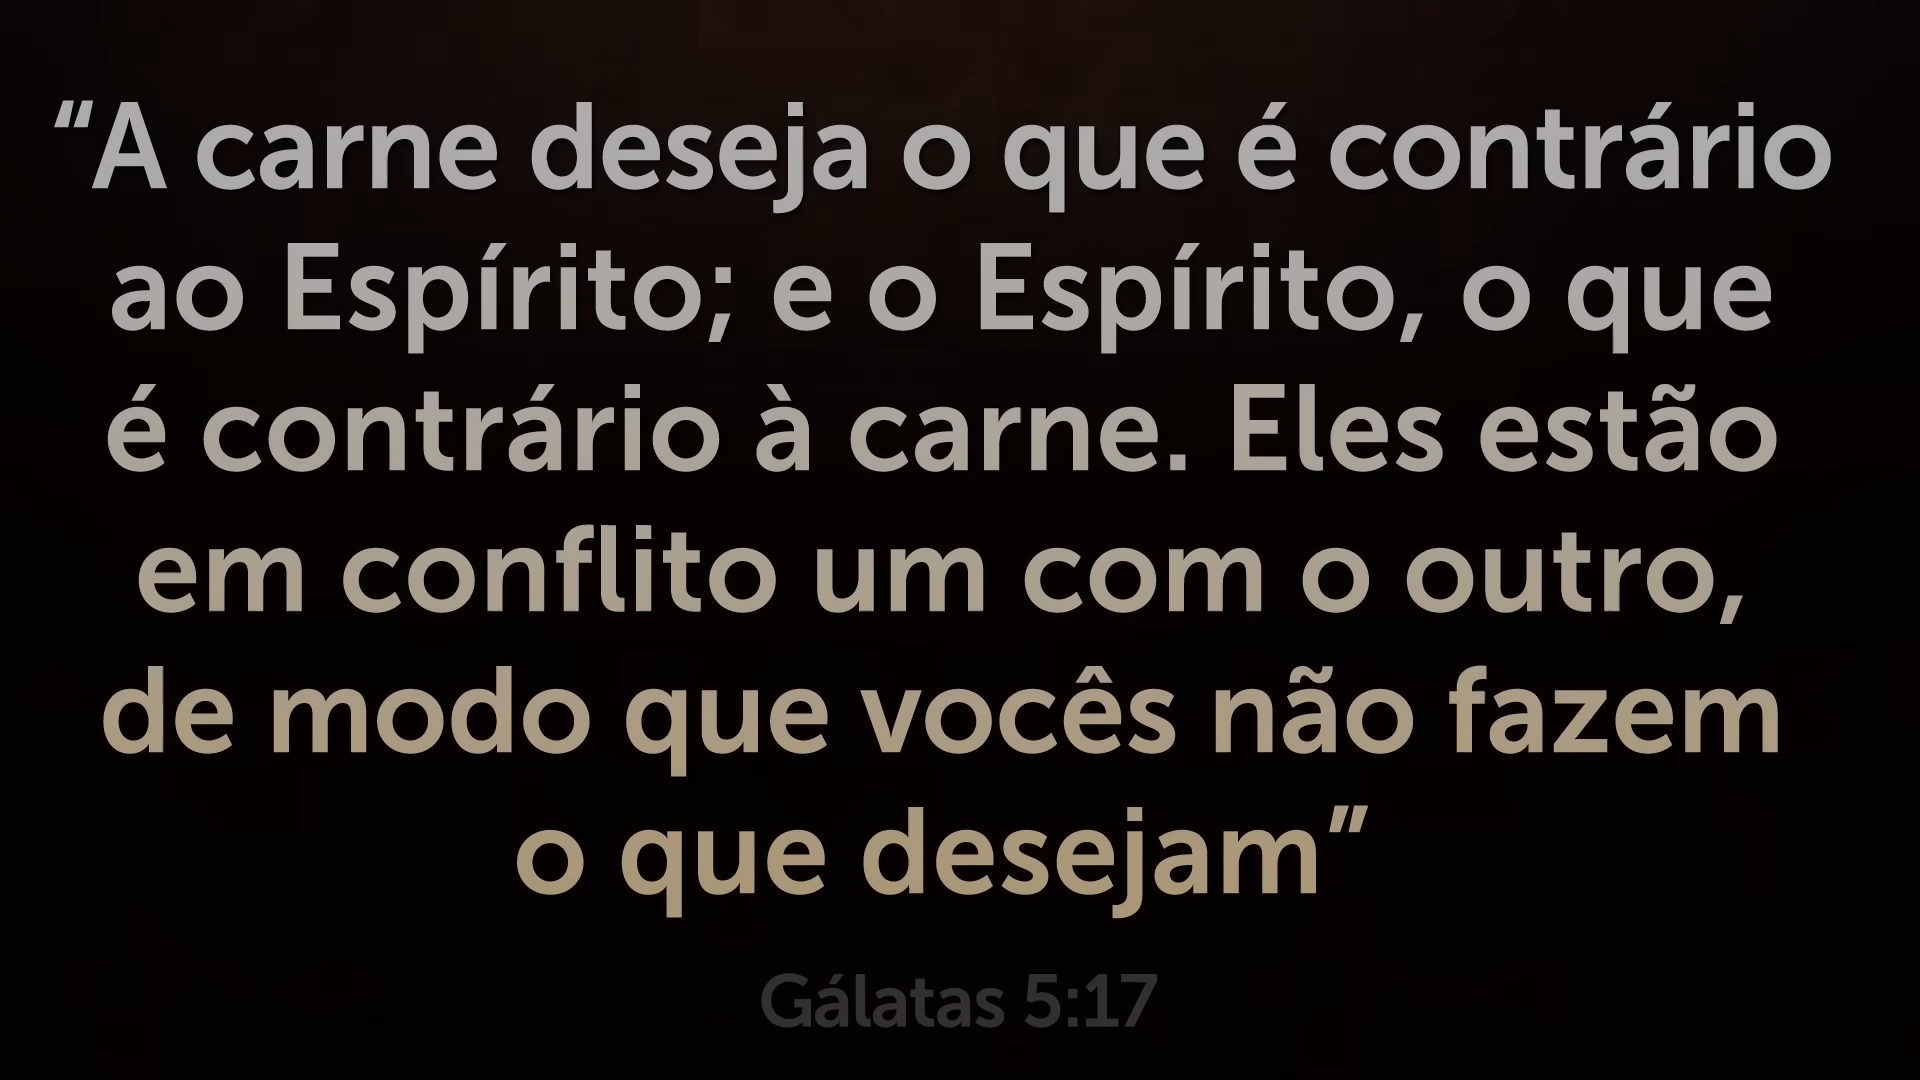 “A carne deseja o que é contrário
ao Espírito; e o Espírito, o que
é contrário à carne. Eles estão
em conflito um com o outro,
de modo que vocês não fazem
o que desejam”
Gálatas 5:17